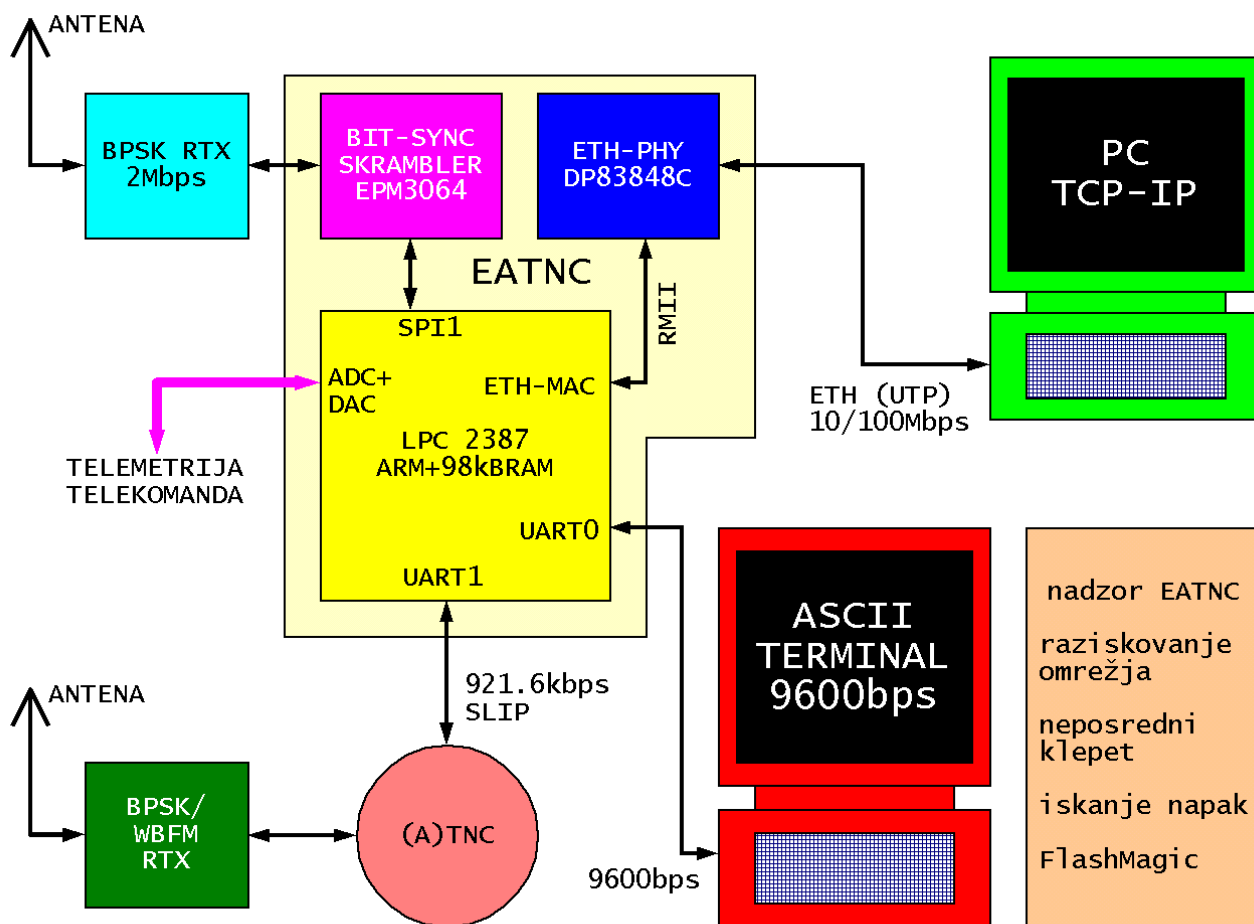 ANTENA
BPSK RTX
2Mbps
BIT-SYNC
SKRAMBLER
EPM3064
ETH-PHY
DP83848C
PC
TCP-IP
EATNC
RMII
SPI1
ADC+
DAC
ETH-MAC
ETH (UTP)
10/100Mbps
LPC 2387
ARM+98kBRAM
TELEMETRIJA
TELEKOMANDA
UART0
UART1
ASCII
TERMINAL
9600bps
nadzor EATNC
raziskovanje
omrežja
neposredni
klepet
iskanje napak
FlashMagic
921.6kbps
SLIP
ANTENA
BPSK/
WBFM
RTX
(A)TNC
9600bps